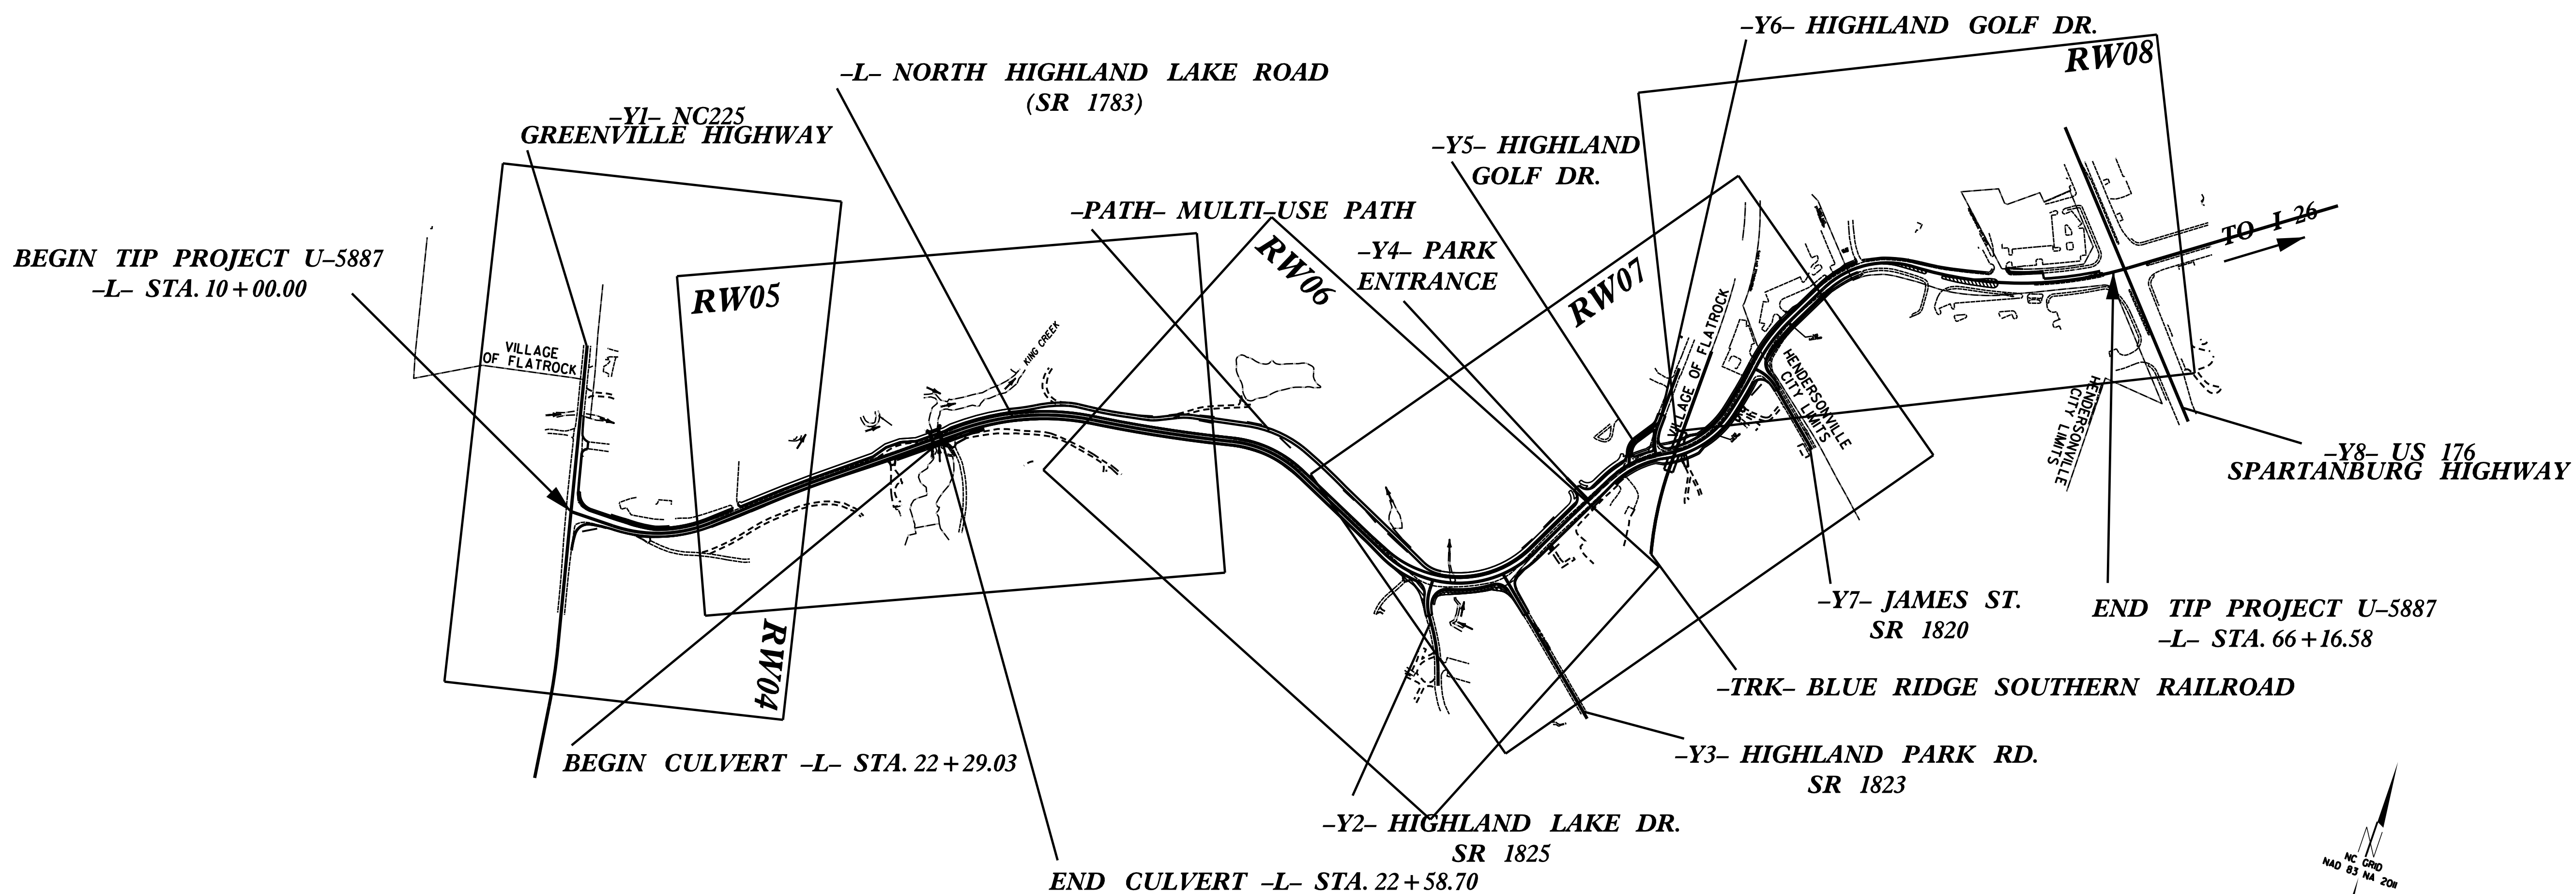 –Y6– HIGHLAND GOLF DR.
RW08
–L– NORTH HIGHLAND LAKE ROAD
(SR 1783)
–Y1– NC225
GREENVILLE HIGHWAY
–Y5– HIGHLAND
GOLF DR.
–PATH– MULTI–USE PATH
–Y4– PARK
ENTRANCE
TO I 26
BEGIN TIP PROJECT U–5887
–L– STA. 10+00.00
RW05
RW06
RW07
VILLAGE
OF FLATROCK
KING CREEK
VILLAGE OF FLATROCK
HENDERSONVILLE
CITY LIMITS
HENDERSONVILLE
CITY LIMITS
–Y8– US 176
SPARTANBURG HIGHWAY
–Y7– JAMES ST.
SR 1820
END TIP PROJECT U–5887
–L– STA. 66+16.58
RW04
–TRK– BLUE RIDGE SOUTHERN RAILROAD
BEGIN CULVERT –L– STA. 22+29.03
–Y3– HIGHLAND PARK RD.
SR 1823
–Y2– HIGHLAND LAKE DR.
SR 1825
END CULVERT –L– STA. 22+58.70
NC GRID
NAD 83 NA 2011